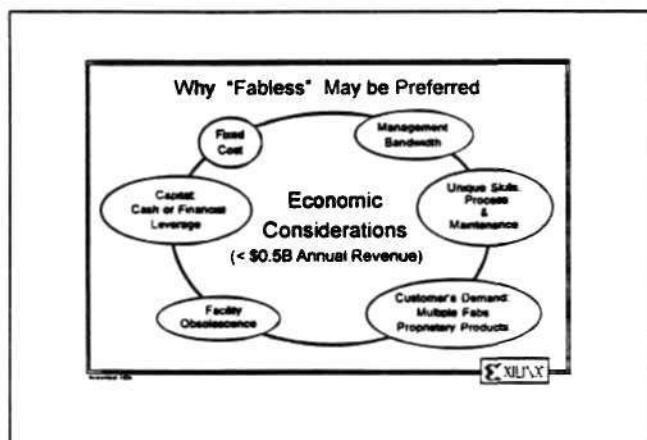 Why "Fabless" May be Preferred
Fixed
Cost
Management
Bandwidth
Capital:
Cash or Financial
Leverage
Economic
Considerations
(< $0.5B Annual Revenue)
Unique Skills:
Process
&
Maintenance
Facility
Obsolescence
Customer's Demand:
Multiple Fabs
Proprietary Products
XILINX